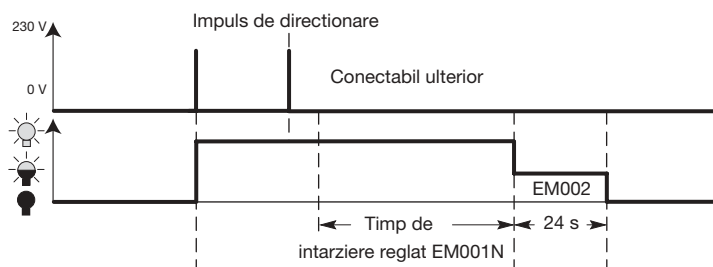 Impuls de directionare
230 V
0 V
Conectabil ulterior
EM002
Timp de
24 s
intarziere reglat EM001N